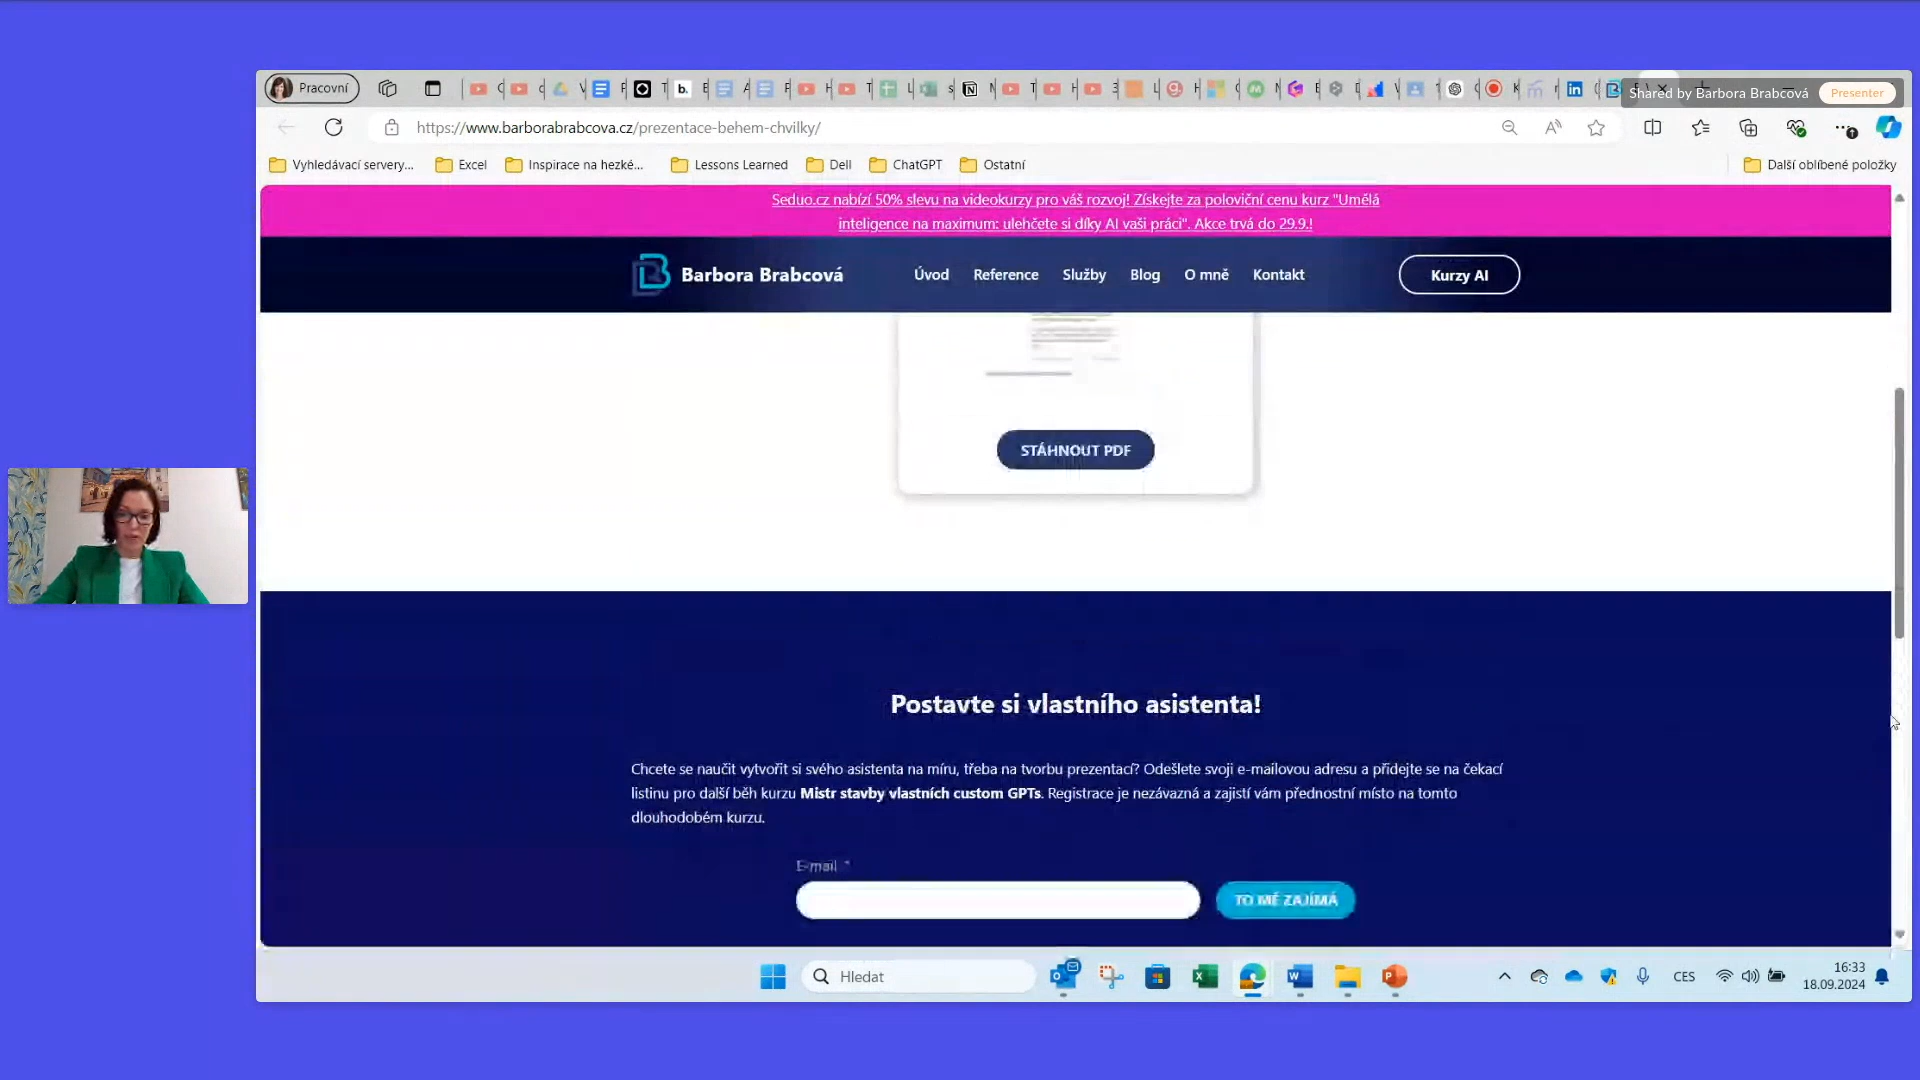 Pracovní
Shared by Barbora Brabcová
Presenter
https://www.barborabrabcova.cz/prezentace-behem-chvilky/
Vyhledávací servery...
Excel
Inspirace na hezké...
Lessons Learned
Dell
ChatGPT
Ostatní
Další oblíbené položky
Seduo.cz nabízí 50% slevu na videokurzy pro váš rozvoj! Získejte za poloviční cenu kurz "Umělá
inteligence na maximum: ulehčete si díky AI vaši práci". Akce trvá do 29.9.!
Barbora Brabcová
Úvod
Reference
Služby
Blog
O mně
Kontakt
Kurzy AI
STÁHNOUT PDF
Postavte si vlastního asistenta!
Chcete se naučit vytvořit si svého asistenta na míru, třeba na tvorbu prezentací? Odešlete svoji e-mailovou adresu a přidejte se na čekací
listinu pro další běh kurzu Mistr stavby vlastních custom GPTs. Registrace je nezávazná a zajistí vám přednostní místo na tomto
dlouhodobém kurzu.
E-mail *
TO MĚ ZAJÍMÁ
Hledat
CES
16:33
18.09.2024